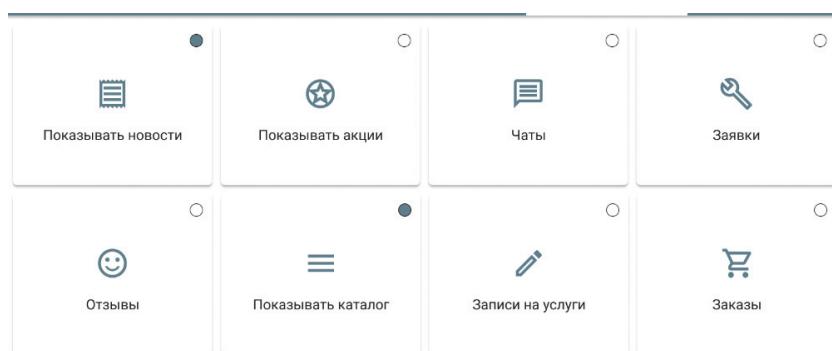 Показывать новости
Показывать акции
Чаты
Заявки
Отзывы
Показывать каталог
Записи на услуги
Заказы